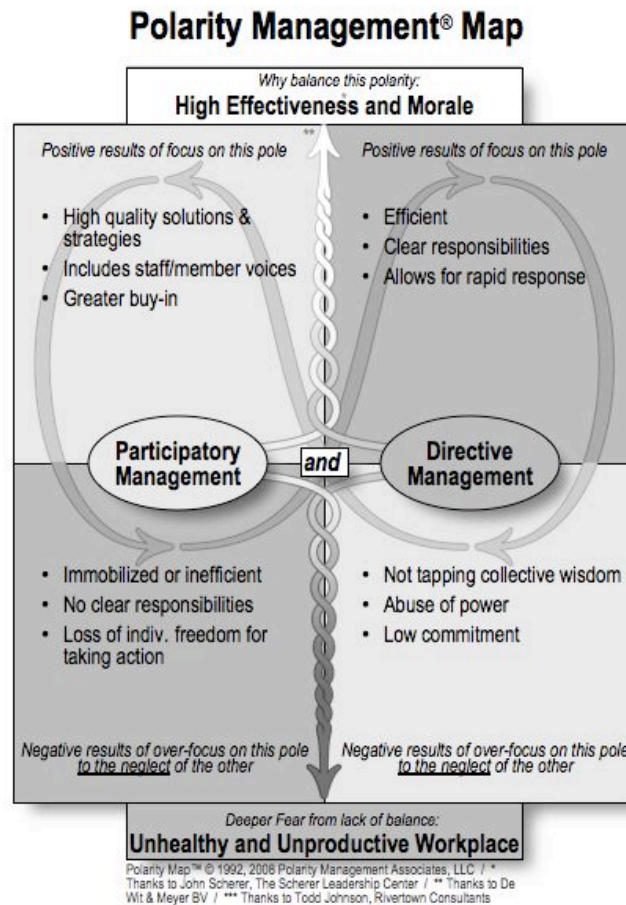 Polarity Management® Map
Why balance this polarity:
High Effectiveness and Morale
*
**
Positive results of focus on this pole
• High quality solutions &
strategies
• Includes staff/member voices
• Greater buy-in
Positive results of focus on this pole
• Efficient
• Clear responsibilities
• Allows for rapid response
Participatory
Management
and
Directive
Management
• Immobilized or inefficient
• No clear responsibilities
• Loss of indiv. freedom for
taking action
Negative results of over-focus on this pole
to the neglect of the other
• Not tapping collective wisdom
• Abuse of power
• Low commitment
Negative results of over-focus on this pole
to the neglect of the other
Deeper Fear from lack of balance:
Unhealthy and Unproductive Workplace
Polarity Map™ © 1992, 2008 Polarity Management Associates, LLC / *
Thanks to John Scherer, The Scherer Leadership Center / ** Thanks to De
Wit & Meyer BV / *** Thanks to Todd Johnson, Rivertown Consultants